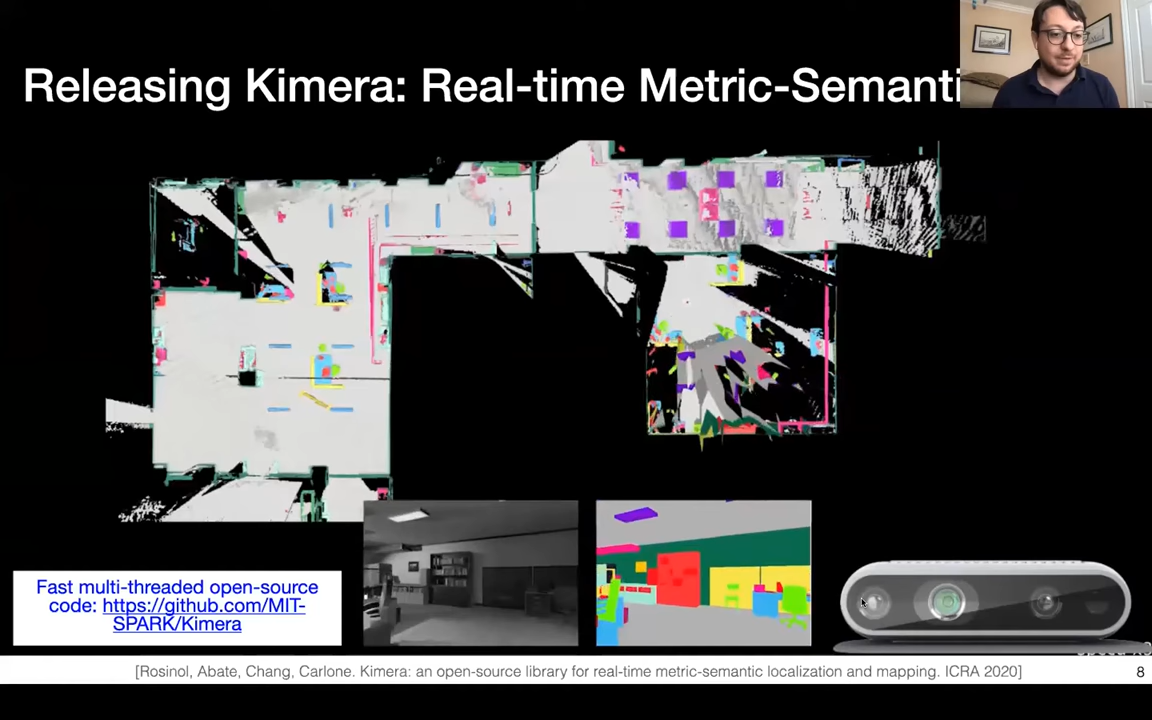 Releasing Kimera: Real-time Metric-Semanti
Fast multi-threaded open-source
code: https://github.com/MIT-
SPARK/Kimera
[Rosinol, Abate, Chang, Carlone. Kimera: an open-source library for real-time metric-semantic localization and mapping. ICRA 2020]
8